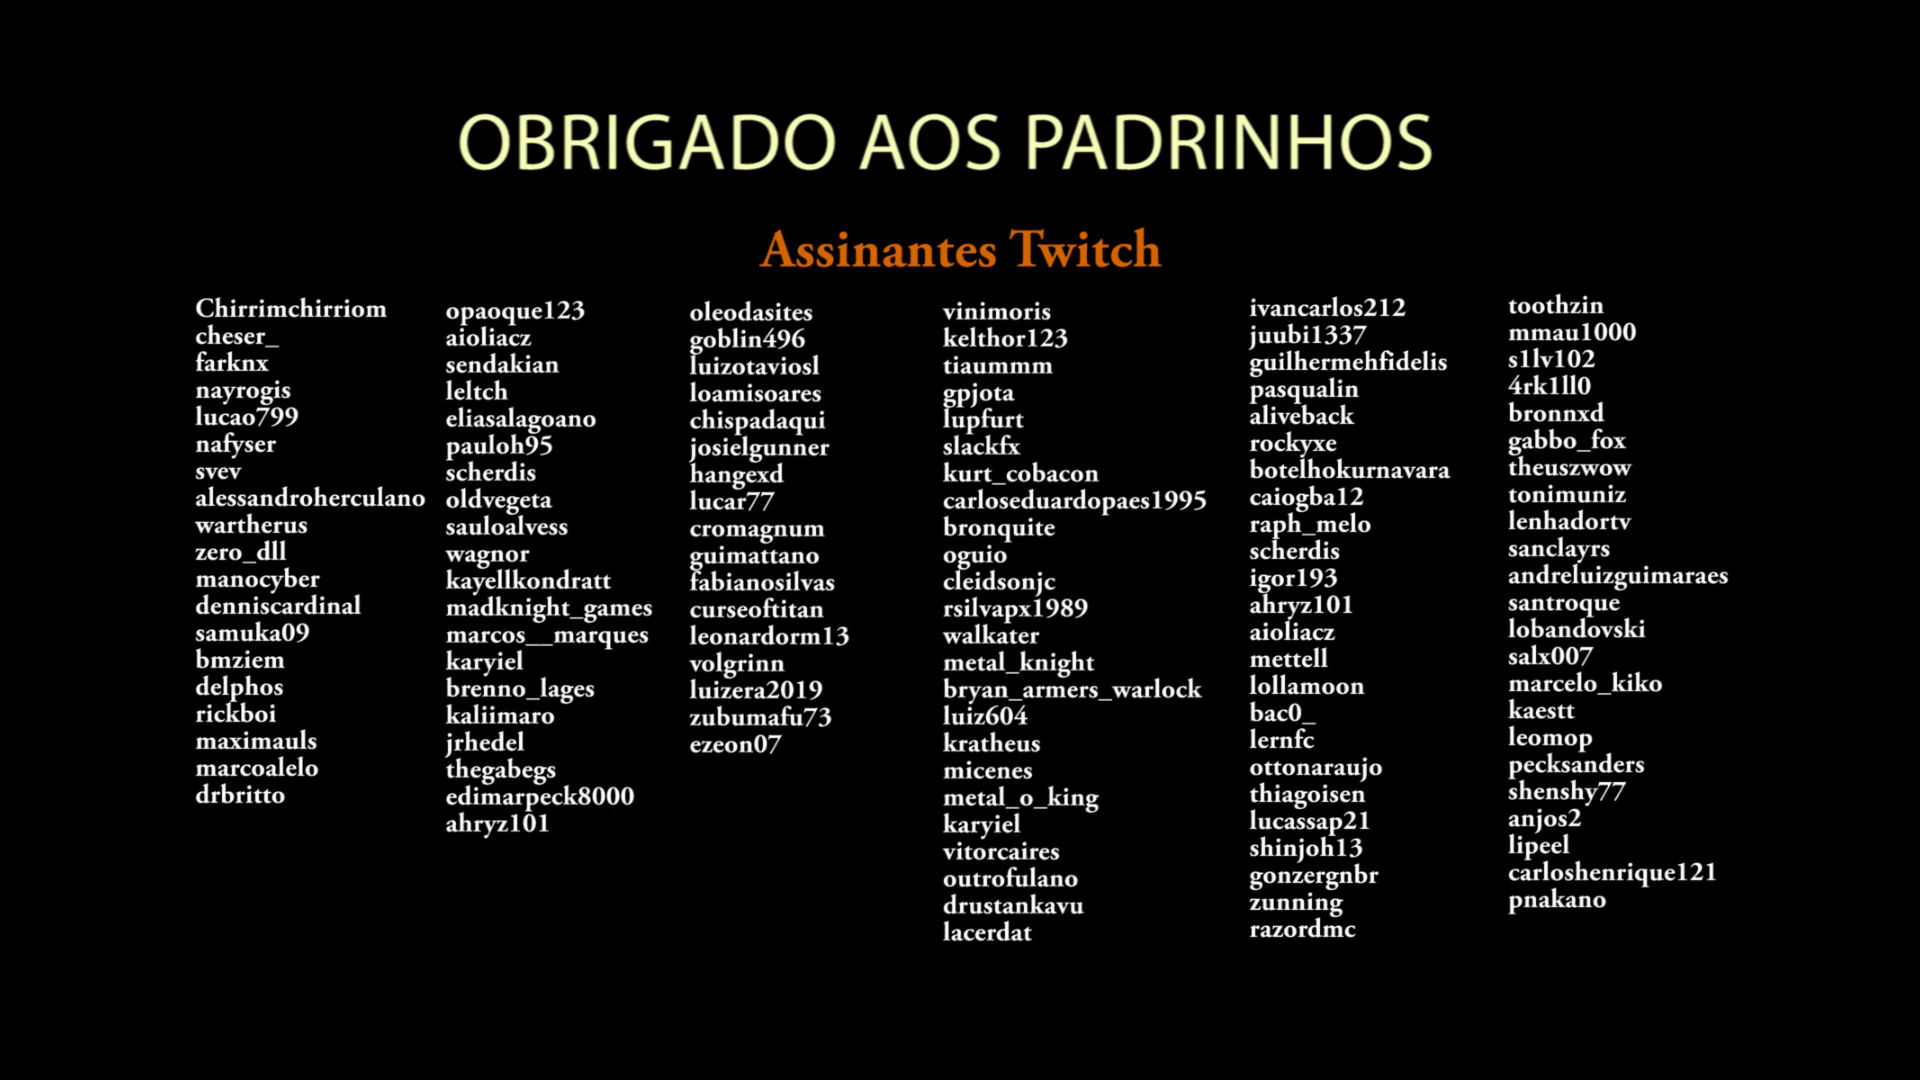 OBRIGADO AOS PADRINHOS
Assinantes Twitch
Chirrimchirriom
cheser_
farknx
nayrogis
lucao799
nafyser
svev
alessandroherculano
wartherus
zero_dll
manocyber
denniscardinal
samuka09
bmziem
delphos
rickboi
maximauls
marcoalelo
drbritto
opaoque123
aioliacz
sendakian
leltch
eliasalagoano
pauloh95
scherdis
oldvegeta
sauloalvess
wagnor
kayellkondratt
madknight_games
marcos__marques
karyiel
brenno_lages
kaliimaro
jrhedel
thegabegs
edimarpeck8000
ahryz101
oleodasites
goblin496
luizotaviosl
loamisoares
chispadaqui
josielgunner
hangexd
lucar77
cromagnum
guimattano
fabianosilvas
curseoftitan
leonardorm13
volgrinn
luizera2019
zubumafu73
ezeon07
vinimoris
kelthor123
tiaummm
gpjota
lupfurt
slackfx
kurt_cobacon
carloseduardopaes1995
bronquite
oguio
cleidsonjc
rsilvapx1989
walkater
metal_knight
bryan_armers_warlock
luiz604
kratheus
micenes
metal_o_king
karyiel
vitorcaires
outrofulano
drustankavu
lacerdat
ivancarlos212
juubi1337
guilhermehfidelis
pasqualin
aliveback
rockyxe
botelhokurnavara
caiogba12
raph_melo
scherdis
igor193
ahryz101
aioliacz
mettell
lollamoon
bac0_
lernfc
ottonaraujo
thiagoisen
lucassap21
shinjoh13
gonzergnbr
zunning
razordmc
toothzin
mmau1000
s1lv102
4rk1ll0
bronnxd
gabbo_fox
theuszwow
tonimuniz
lenhadortv
sanclayrs
andreluizguimaraes
santroque
lobandovski
salx007
marcelo_kiko
kaestt
leomop
pecksanders
shenshy77
anjos2
lipeel
carloshenrique121
pnakano